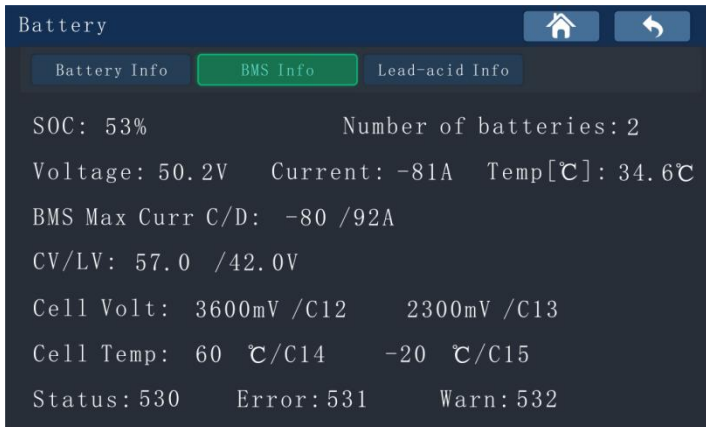 Battery
Battery Info BMS Info Lead-acid Info
SOC: 53% Number of batteries: 2
Voltage: 50.2V Current: -81A Temp[℃]: 34.6℃
BMS Max Curr C/D: -80 /92A
CV/LV: 57.0 /42.0V
Cell Volt: 3600mV /C12 2300mV /C13
Cell Temp: 60 ℃/C14 -20 ℃/C15
Status: 530 Error: 531 Warn: 532